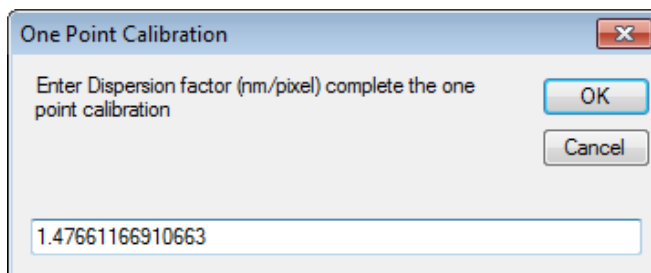 One Point Calibration
Enter Dispersion factor (nm/pixel) complete the one
point calibration
OK
Cancel
1.47661166910663